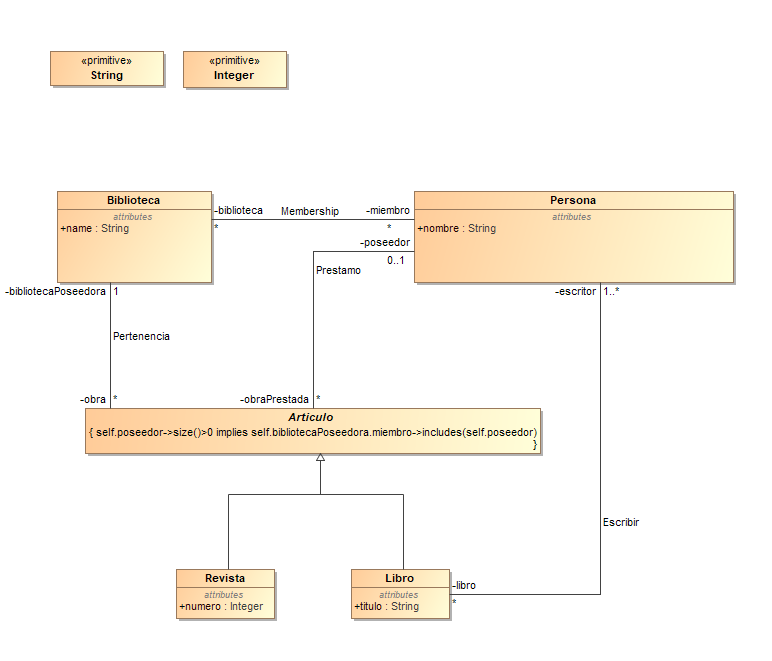 «primitive»
String
«primitive»
Integer
Biblioteca
attributes
+name : String
-biblioteca
*
Membership
-miembro
*
Persona
attributes
+nombre : String
-poseedor
0..1
Prestamo
-bibliotecaPoseedora
1
-escritor
1..*
Pertenencia
-obra
*
-obraPrestada
*
Articulo
{ self.poseedor->size()>0 implies self.bibliotecaPoseedora.miembro->includes(self.poseedor)
}
Escribir
Revista
attributes
+numero : Integer
Libro
attributes
+titulo : String
-libro
*